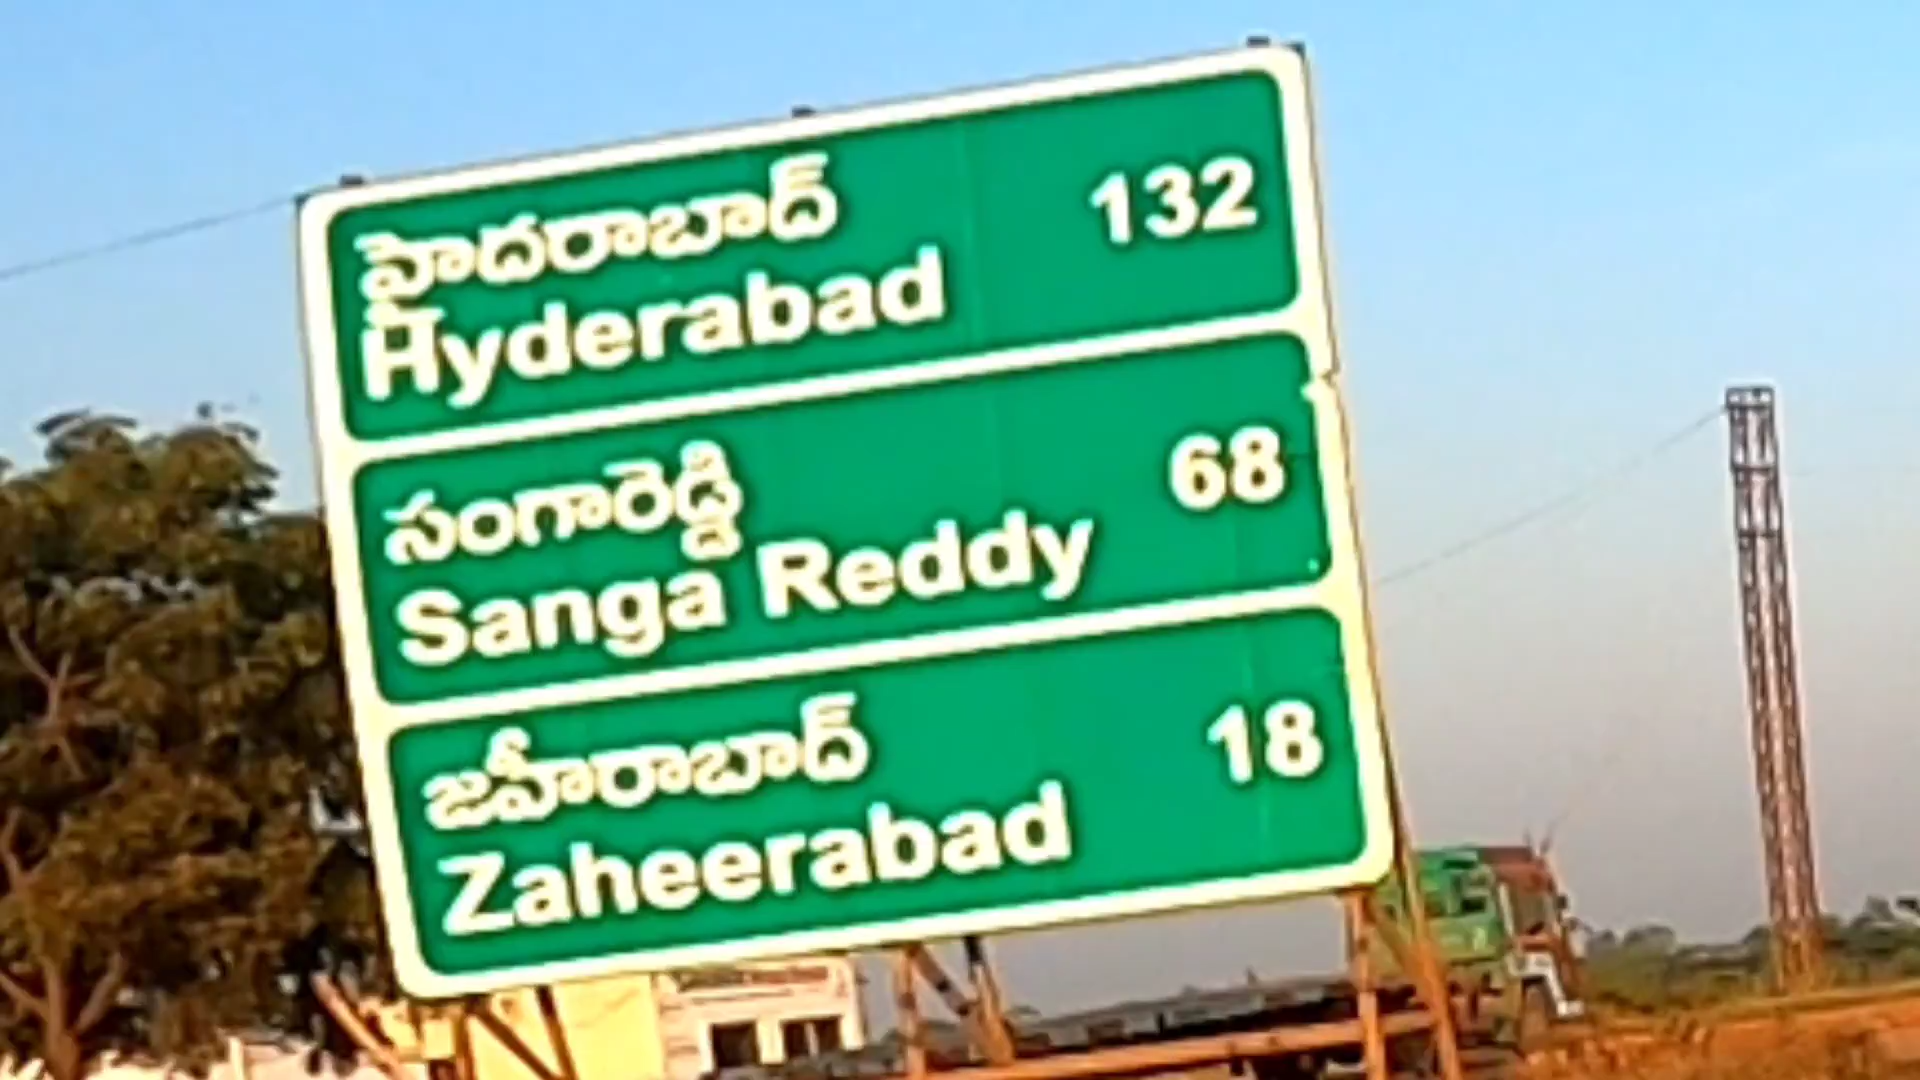 హైదరాబాద్ 132
Hyderabad
సంగారెడ్డి 68
Sanga Reddy
జహీరాబాద్ 18
Zaheerabad